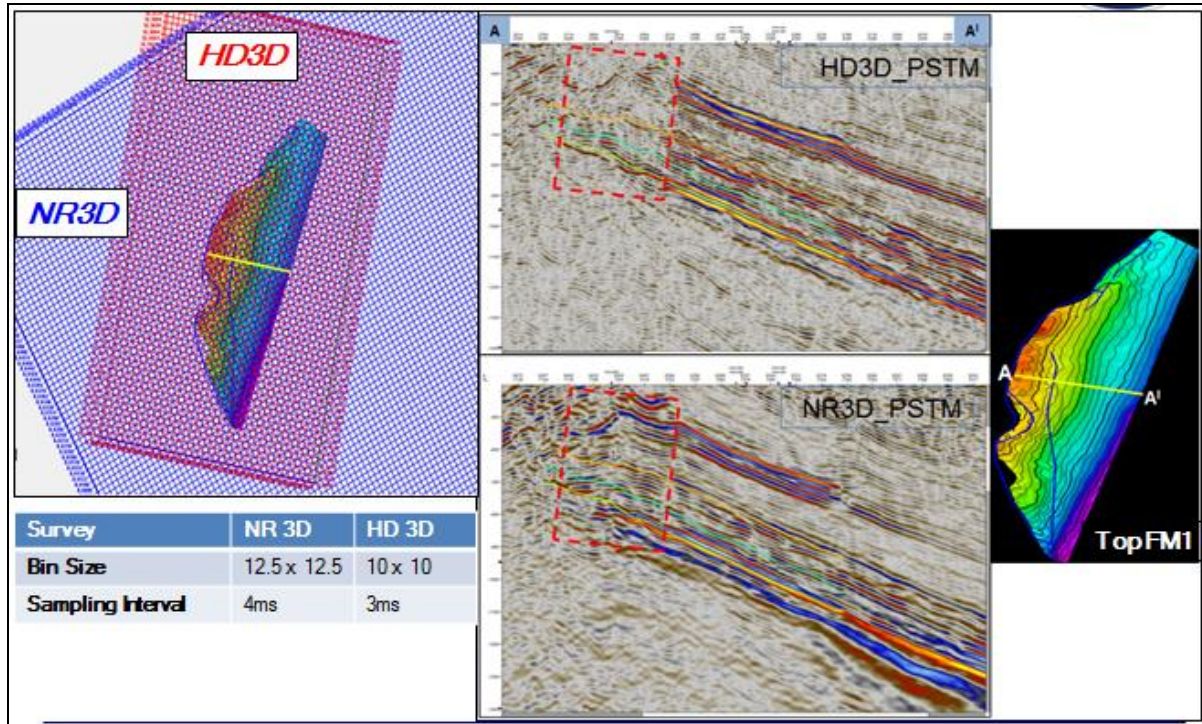 HD3D
NR3D
A
A'
HD3D_PSTM
NR3D_PSTM
A
A'
TopFM1
Survey NR 3D HD 3D
Bin Size 12.5 x 12.5 10 x 10
Sampling Interval 4ms 3ms